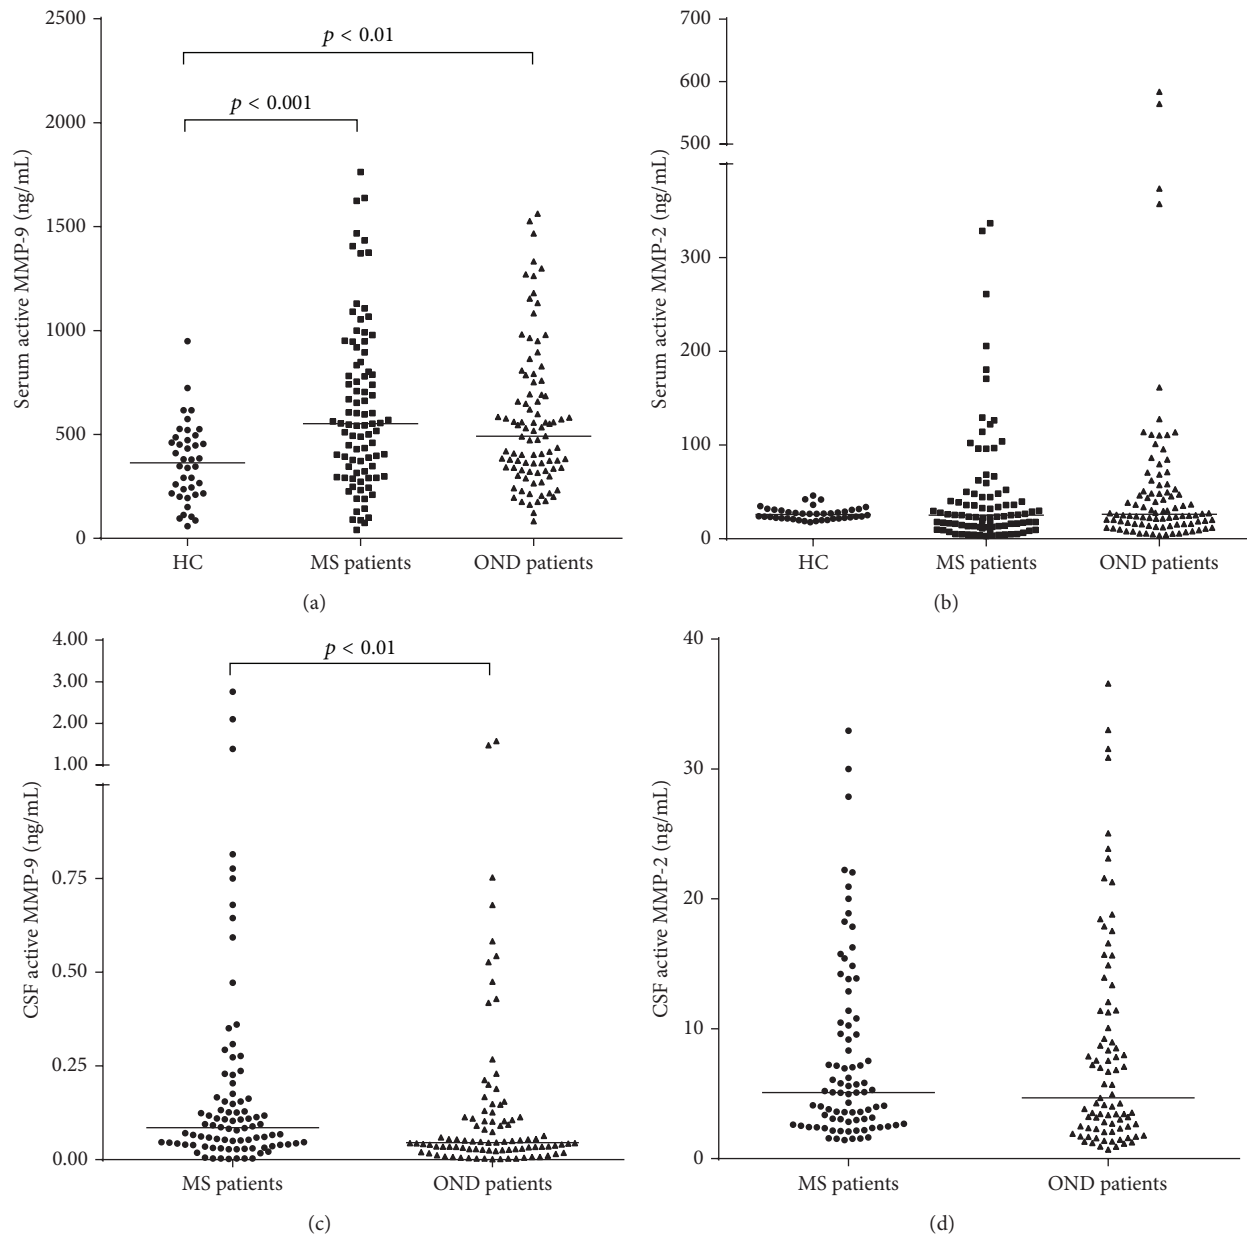 2500
2000
1500
1000
500
0
Serum active MMP-9 (ng/mL)
p < 0.01
p < 0.001
HC
MS patients
OND patients
(a)
700
600
500
300
200
100
0
Serum active MMP-2 (ng/mL)
HC
MS patients
OND patients
(b)
4.00
3.00
2.00
1.00
0.75
0.50
0.25
0.00
CSF active MMP-9 (ng/mL)
p < 0.01
MS patients
OND patients
(c)
40
30
20
10
0
CSF active MMP-2 (ng/mL)
MS patients
OND patients
(d)